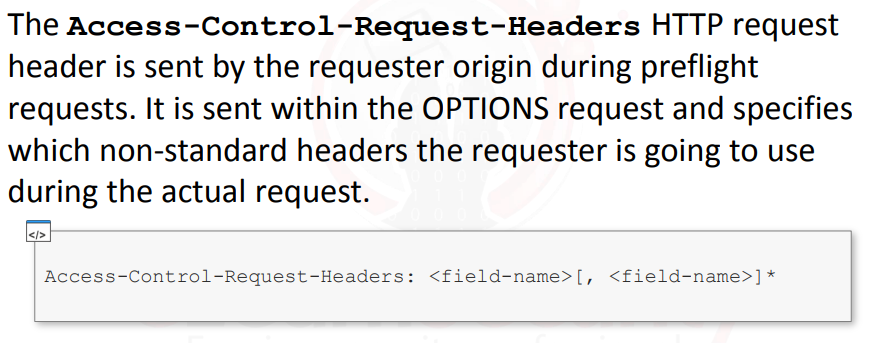 The Access-Control-Request-Headers HTTP request
header is sent by the requester origin during preflight
requests. It is sent within the OPTIONS request and specifies
which non-standard headers the requester is going to use
during the actual request.
</>
Access-Control-Request-Headers: <field-name>[, <field-name>]*